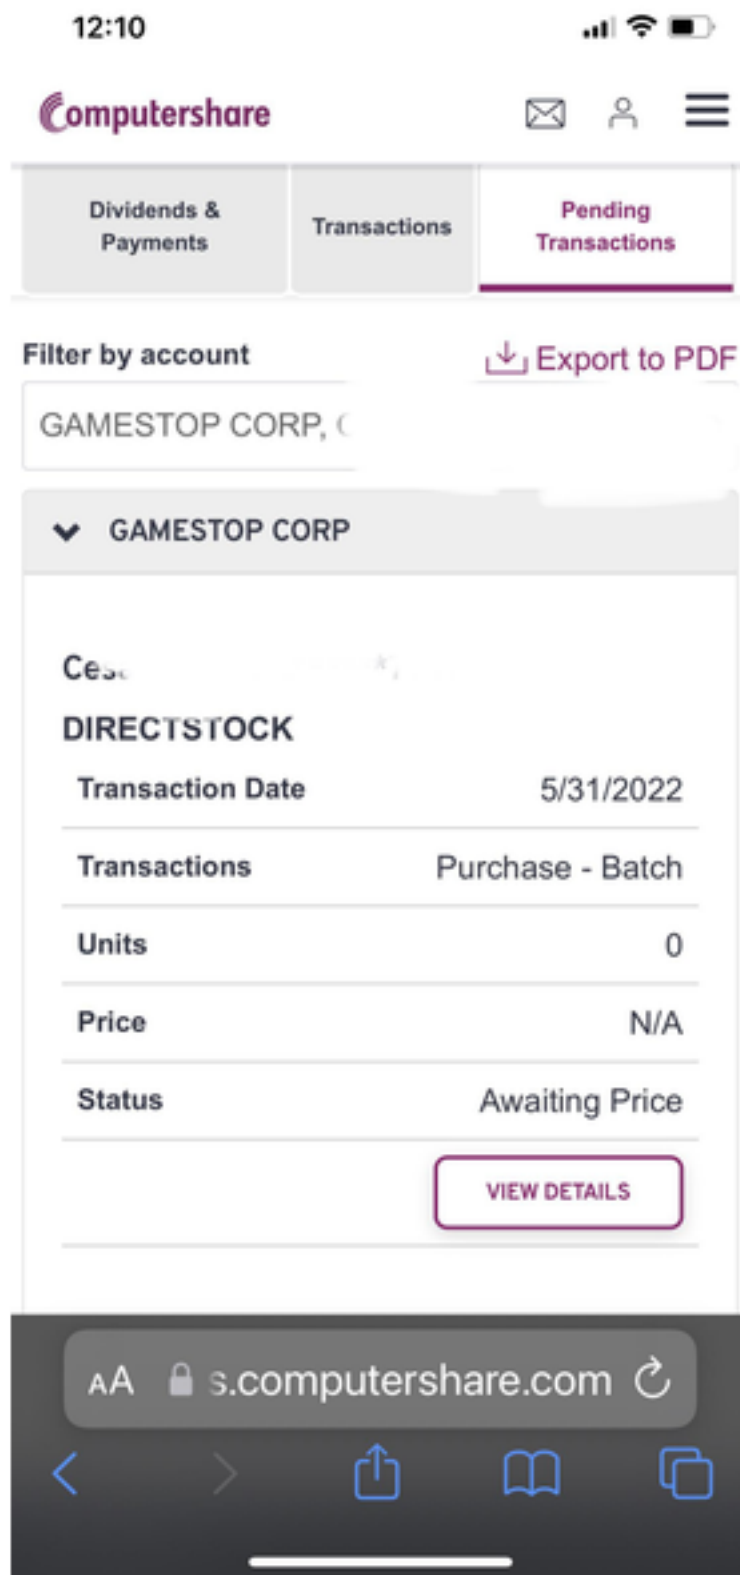 12:10
Computershare
Dividends &
Payments
Transactions
Pending
Transactions
Filter by account
Export to PDF
GAMESTOP CORP,
GAMESTOP CORP
DIRECTSTOCK
Transaction Date
5/31/2022
Transactions
Purchase - Batch
Units
0
Price
N/A
Status
Awaiting Price
VIEW DETAILS
AA
s.computershare.com